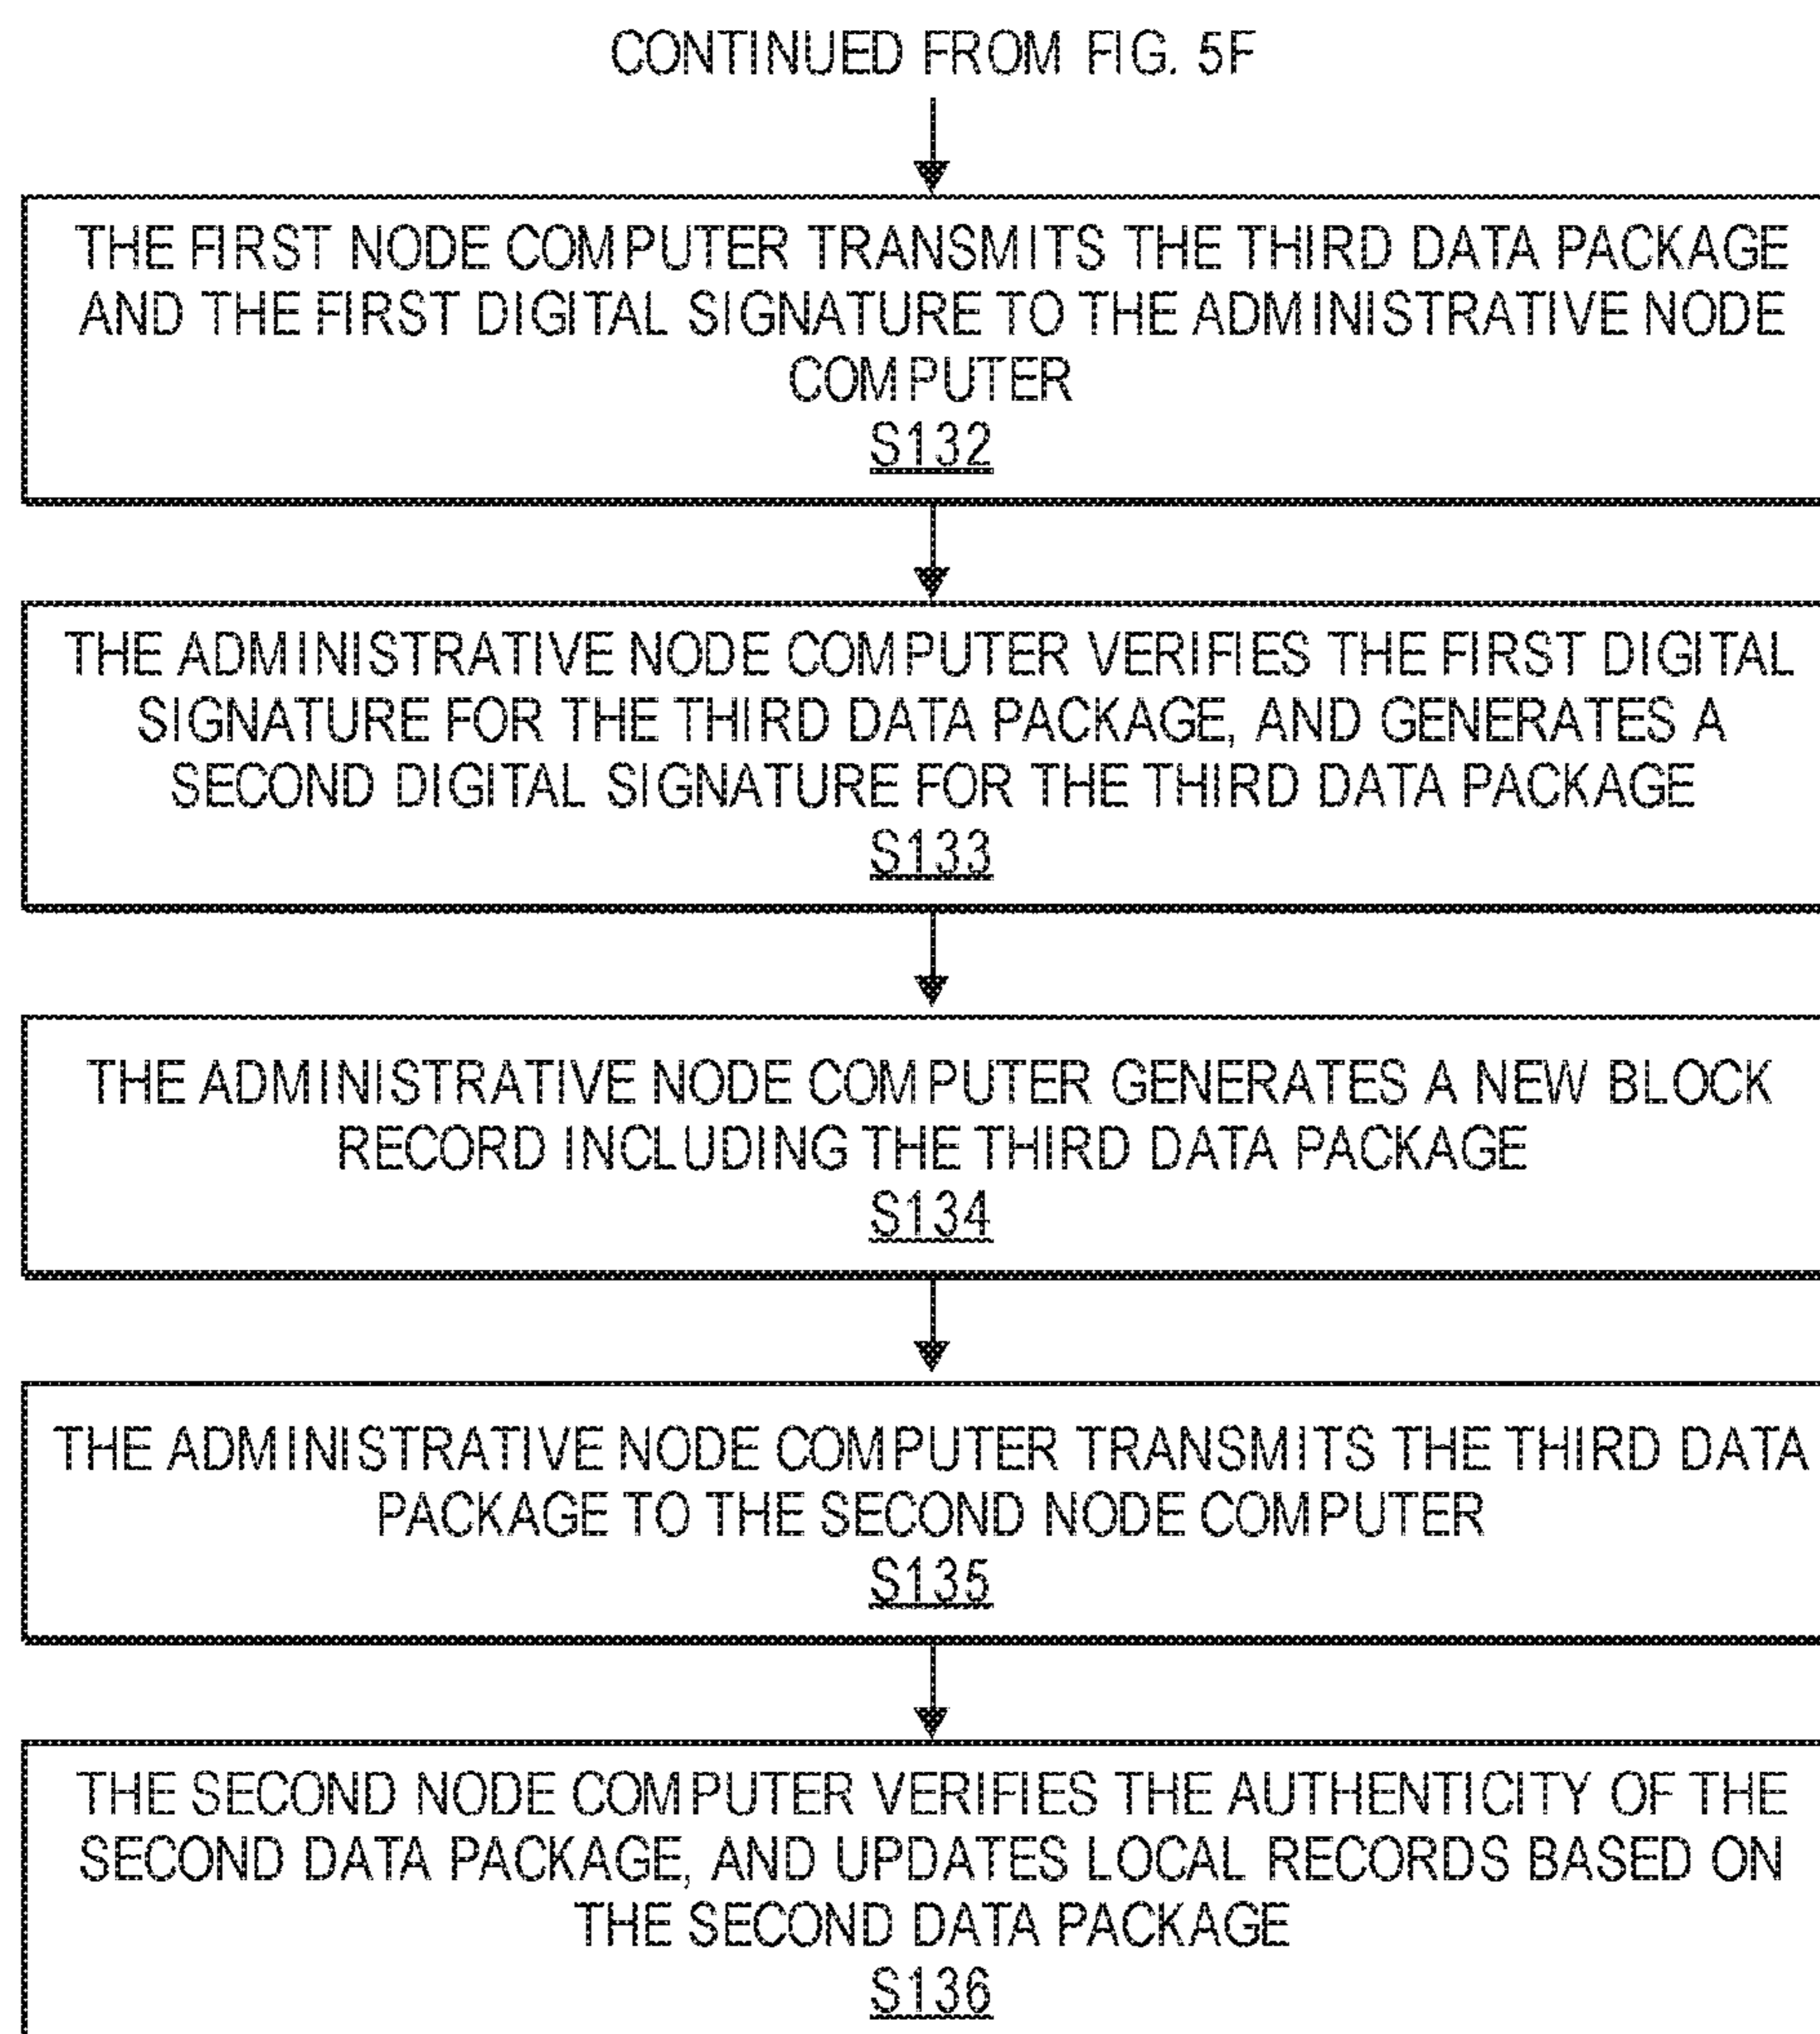 CONTINUED FROM FIG. 5F
THE FIRST NODE COMPUTER TRANSMITS THE THIRD DATA PACKAGE
AND THE FIRST DIGITAL SIGNATURE TO THE ADMINISTRATIVE NODE
COMPUTER
S132
THE ADMINISTRATIVE NODE COMPUTER VERIFIES THE FIRST DIGITAL
SIGNATURE FOR THE THIRD DATA PACKAGE, AND GENERATES A
SECOND DIGITAL SIGNATURE FOR THE THIRD DATA PACKAGE
S133
THE ADMINISTRATIVE NODE COMPUTER GENERATES A NEW BLOCK
RECORD INCLUDING THE THIRD DATA PACKAGE
S134
THE ADMINISTRATIVE NODE COMPUTER TRANSMITS THE THIRD DATA
PACKAGE TO THE SECOND NODE COMPUTER
S135
THE SECOND NODE COMPUTER VERIFIES THE AUTHENTICITY OF THE
SECOND DATA PACKAGE, AND UPDATES LOCAL RECORDS BASED ON
THE SECOND DATA PACKAGE
S136